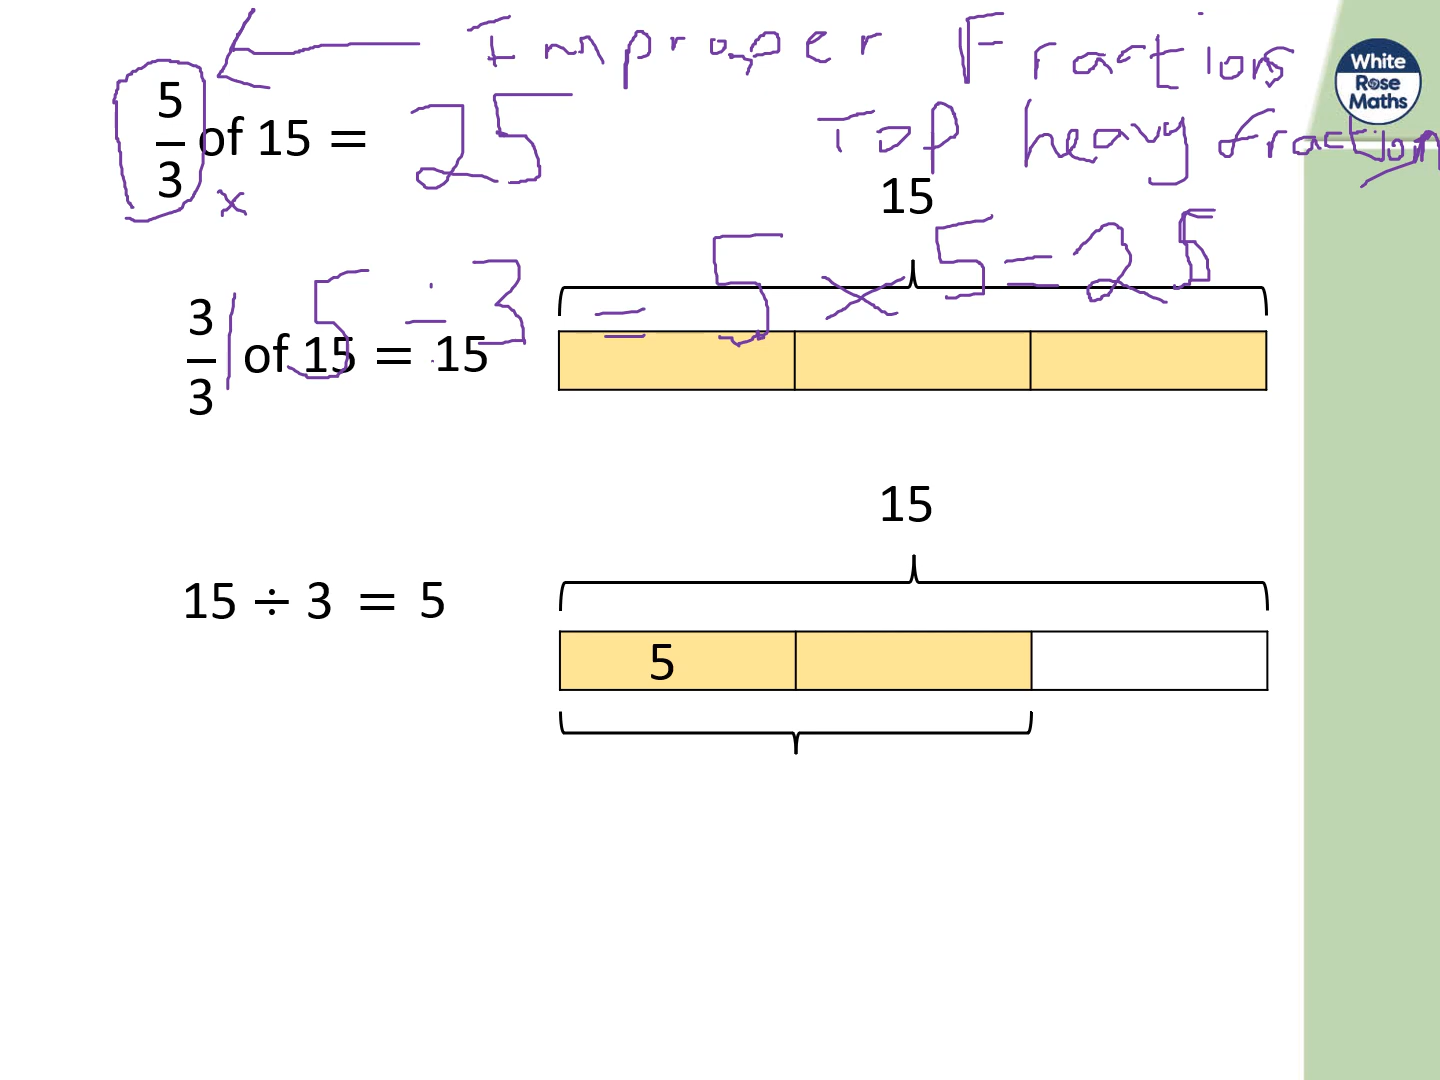 ← Improper Fractions
5/3 of 15 = 25
Top heavy fraction
White
Rose
Maths
x
15
15 ÷ 3 = 5 × 5 = 25
3/3 of 15 = 15
15
15 ÷ 3 = 5
5